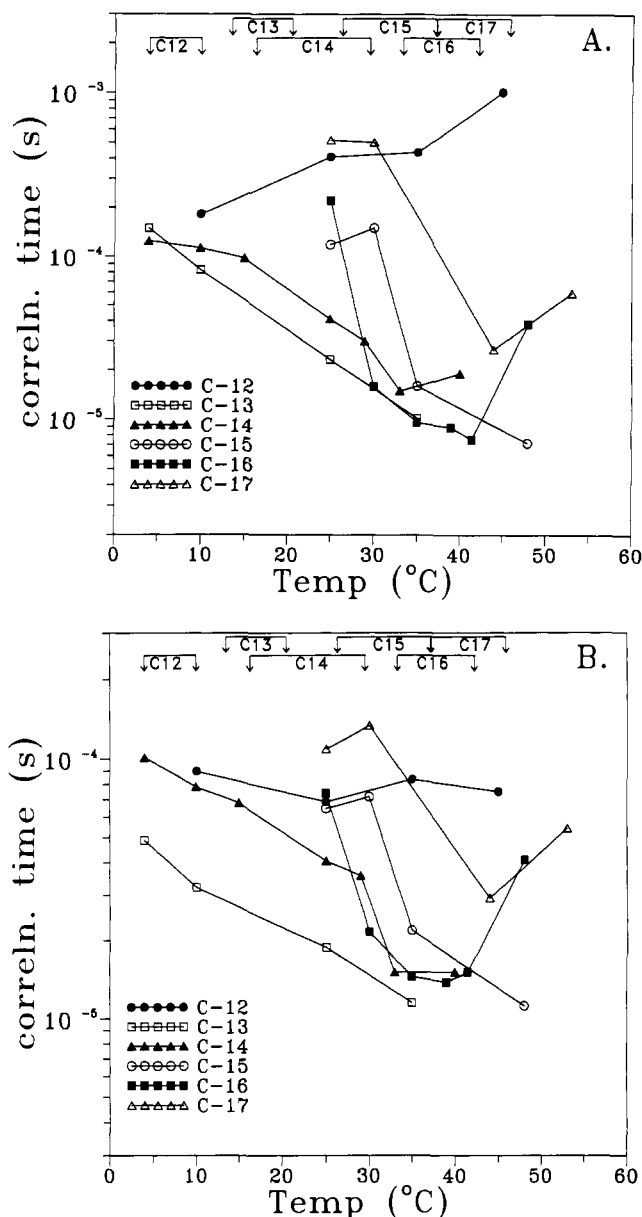 C13 C15 C17
C12 C14 C16
A.
10⁻³
10⁻⁴
10⁻⁵
correln. time (s)
C-12
C-13
C-14
C-15
C-16
C-17
0 10 20 30 40 50 60
Temp (°C)
C13 C15 C17
C12 C14 C16
B.
10⁻⁴
10⁻⁵
correln. time (s)
C-12
C-13
C-14
C-15
C-16
C-17
0 10 20 30 40 50 60
Temp (°C)